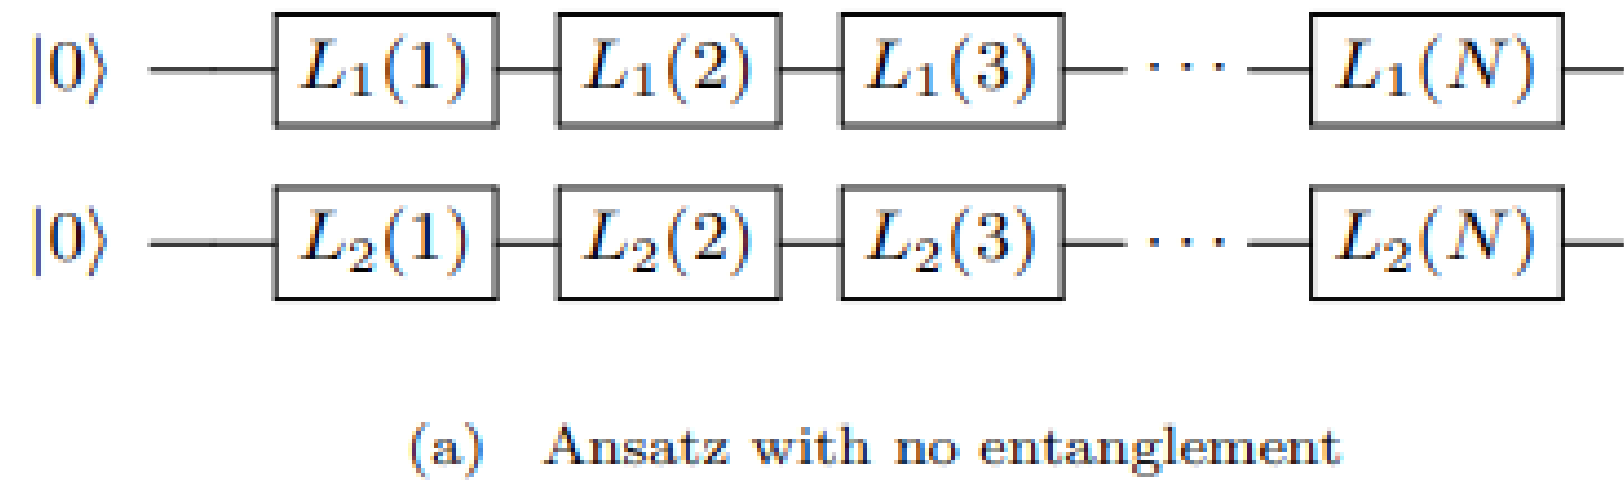 |0⟩ L₁(1) L₁(2) L₁(3) ··· L₁(N)
|0⟩ L₂(1) L₂(2) L₂(3) ··· L₂(N)
(a) Ansatz with no entanglement